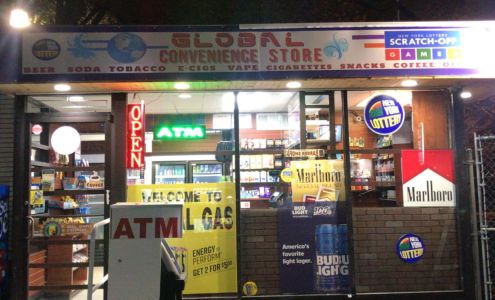 GLOBAL
CONVENIENCE STORE
BEER SODA TOBACCO E-CIGS VAPE CIGARETTES SNACKS COFFEE
NEW YORK LOTTERY
SCRATCH-OFF
GAMES
OPEN
ATM
NEW YORK LOTTERY
Marlboro
Marlboro
WELCOME TO
GAS
ENERGY
PERFORM
GET 2 FOR
BUD LIGHT
America's
favorite
light lager.
BUD
LIGHT
NEW YORK LOTTERY
ATM